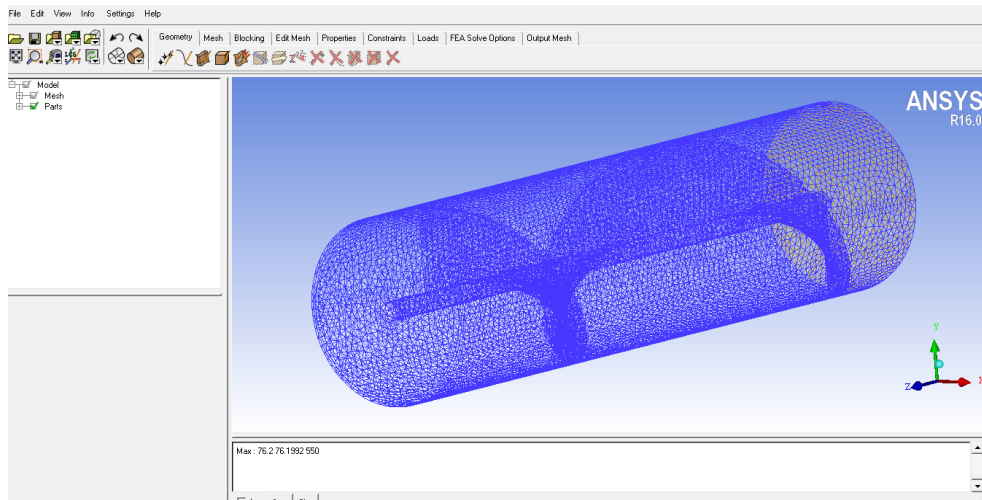 File Edit View Info Settings Help
Geometry Mesh Blocking Edit Mesh Properties Constraints Loads FEA Solve Options Output Mesh
Model
Mesh
Parts
ANSYS
R16.0
Y
Z
X
Max : 76.2 76.1992 550